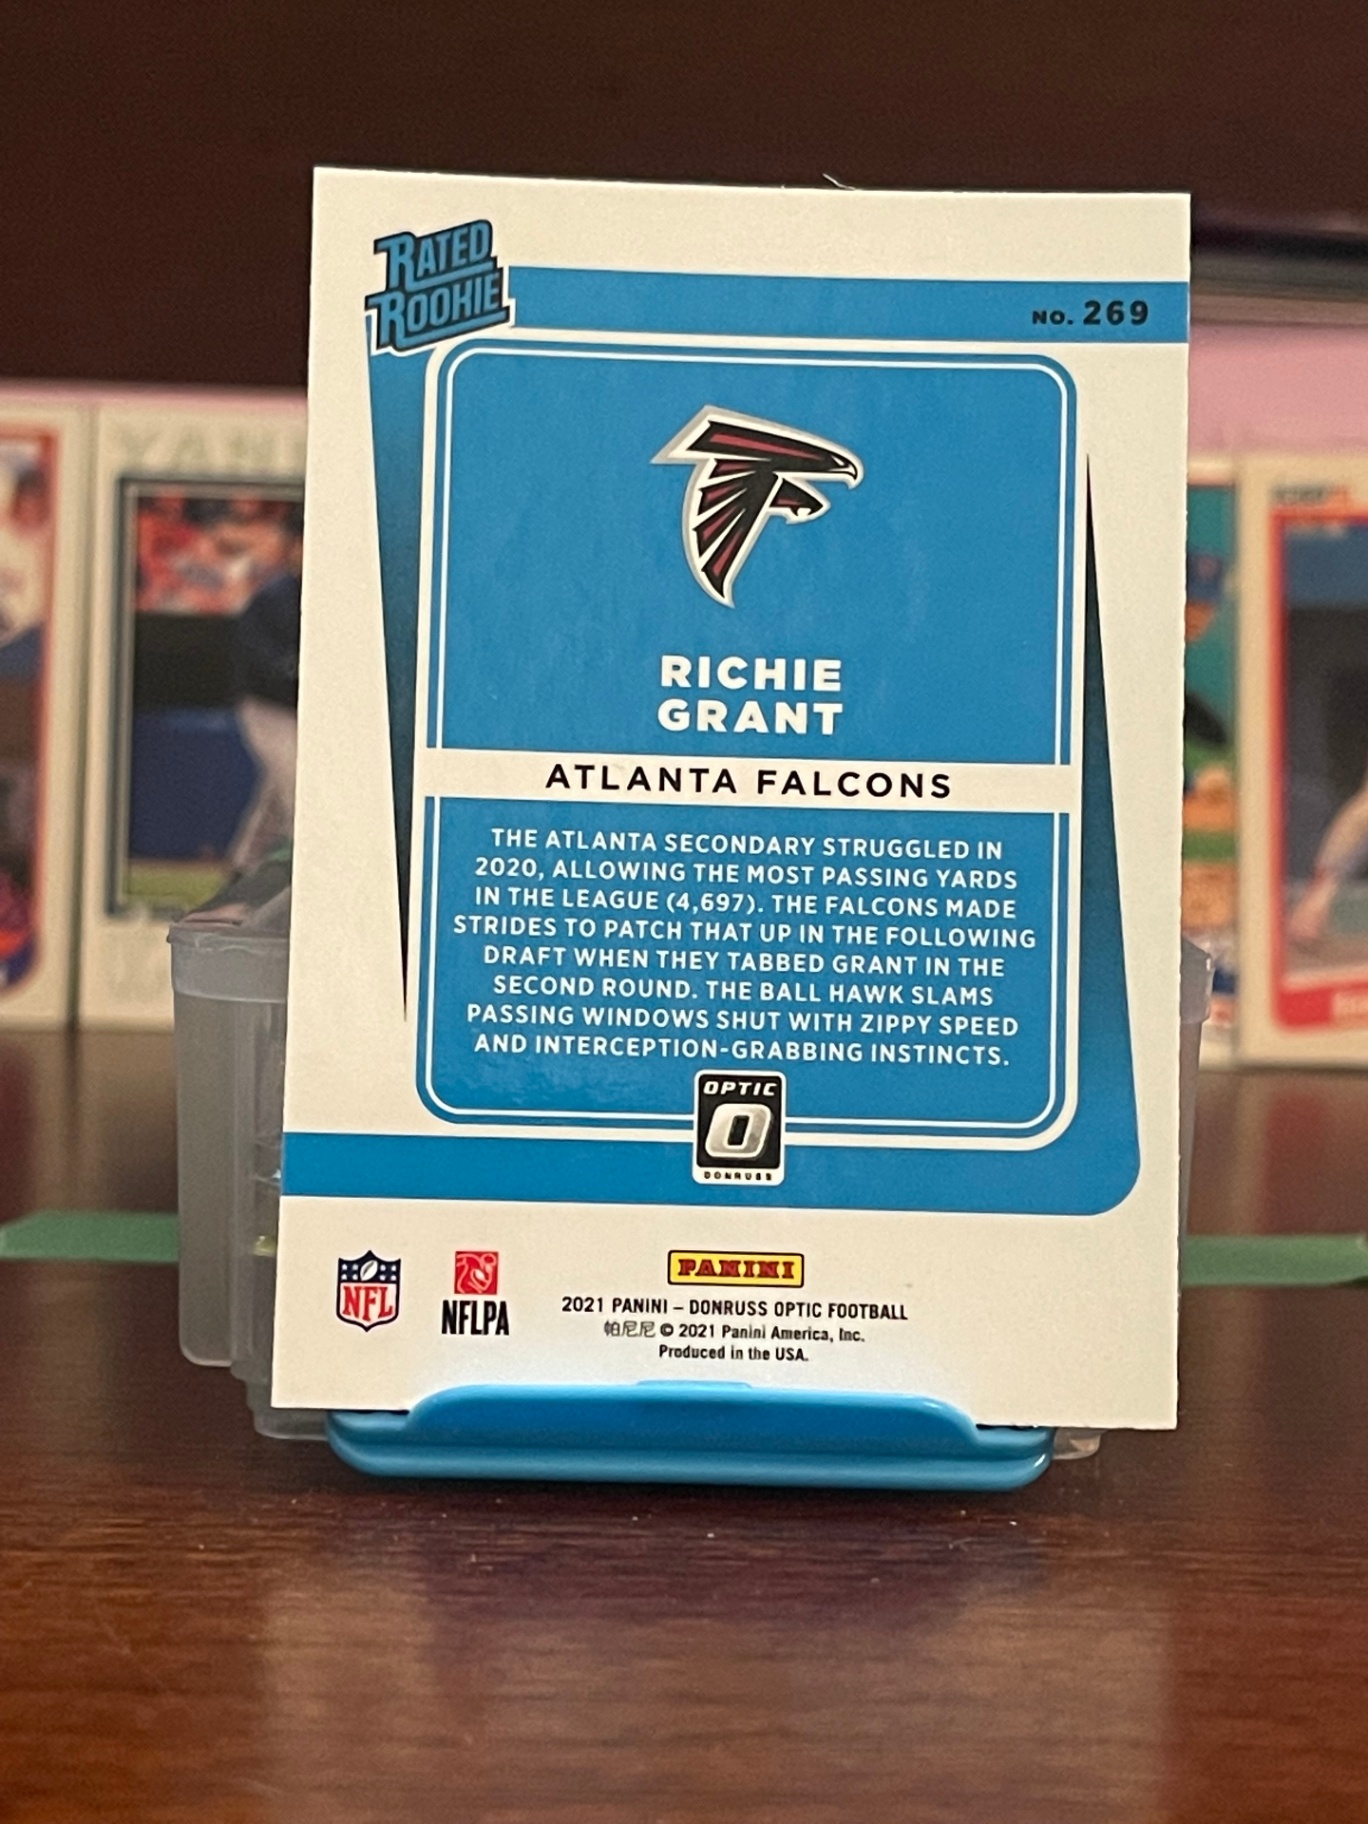 RATED
ROOKIE
NO. 269
YAN
RICHIE
GRANT
ATLANTA FALCONS
THE ATLANTA SECONDARY STRUGGLED IN
2020, ALLOWING THE MOST PASSING YARDS
IN THE LEAGUE (4,697). THE FALCONS MADE
STRIDES TO PATCH THAT UP IN THE FOLLOWING
DRAFT WHEN THEY TABBED GRANT IN THE
SECOND ROUND. THE BALL HAWK SLAMS
PASSING WINDOWS SHUT WITH ZIPPY SPEED
AND INTERCEPTION-GRABBING INSTINCTS.
OPTIC
O
DONRUSS
NFL
NFLPA
PANINI
2021 PANINI – DONRUSS OPTIC FOOTBALL
帕尼尼 © 2021 Panini America, Inc.
Produced in the USA.